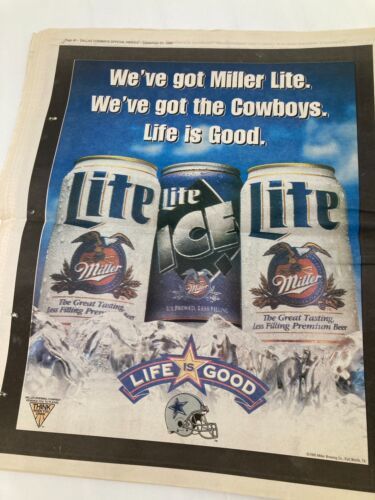 We've got Miller Lite.
We've got the Cowboys.
Life is Good.
Lite
Miller
The Great Tasting,
Less Filling Premium Beer
Lite
ICE
Miller
Lite
Miller
The Great Tasting,
Less Filling Premium Beer
LIFE IS GOOD
THINK